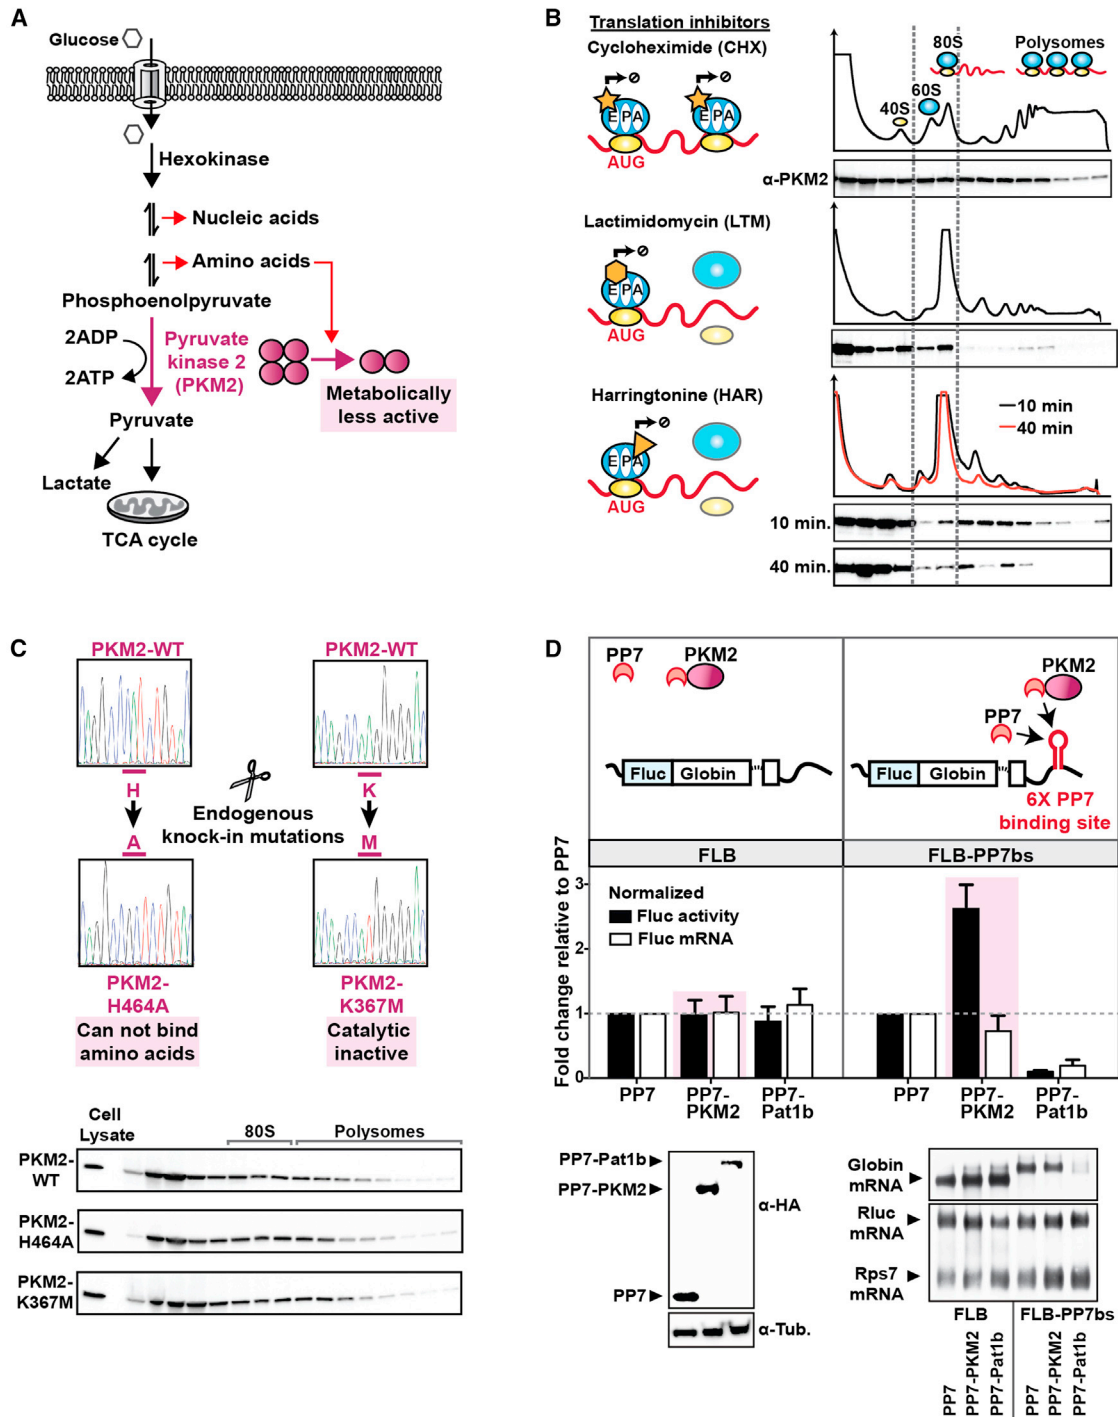 A
Glucose
Hexokinase
Nucleic acids
Amino acids
Phosphoenolpyruvate
2ADP
2ATP
Pyruvate
kinase 2
(PKM2)
Metabolically
less active
Pyruvate
Lactate
TCA cycle
B
Translation inhibitors
Cycloheximide (CHX)
E P A
E P A
AUG
40S
60S
80S
Polysomes
α-PKM2
Lactimidomycin (LTM)
E P A
AUG
Harringtonine (HAR)
E P A
AUG
10 min
40 min
10 min.
40 min.
C
PKM2-WT
PKM2-WT
H
K
Endogenous
knock-in mutations
A
M
PKM2-
H464A
Can not bind
amino acids
PKM2-
K367M
Catalytic
inactive
Cell
Lysate
80S
Polysomes
PKM2-
WT
PKM2-
H464A
PKM2-
K367M
D
PP7
PKM2
Fluc
Globin
PKM2
PP7
Fluc
Globin
6X PP7
binding site
FLB
FLB-PP7bs
Fold change relative to PP7
3
2
1
0
Normalized
Fluc activity
Fluc mRNA
PP7
PP7-
PKM2
PP7-
Pat1b
PP7
PP7-
PKM2
PP7-
Pat1b
PP7-Pat1b
PP7-PKM2
PP7
α-HA
α-Tub.
Globin
mRNA
Rluc
mRNA
Rps7
mRNA
FLB
FLB-PP7bs
PP7
PP7-PKM2
PP7-Pat1b
PP7
PP7-PKM2
PP7-Pat1b